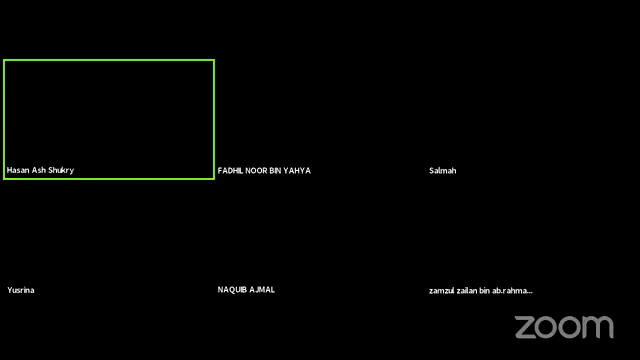 Hasan Ash Shukry
FADHIL NOOR BIN YAHYA
Salmah
Yusrina
NAQUIB AJMAL
zamzul zailan bin ab.rahma...
zoom